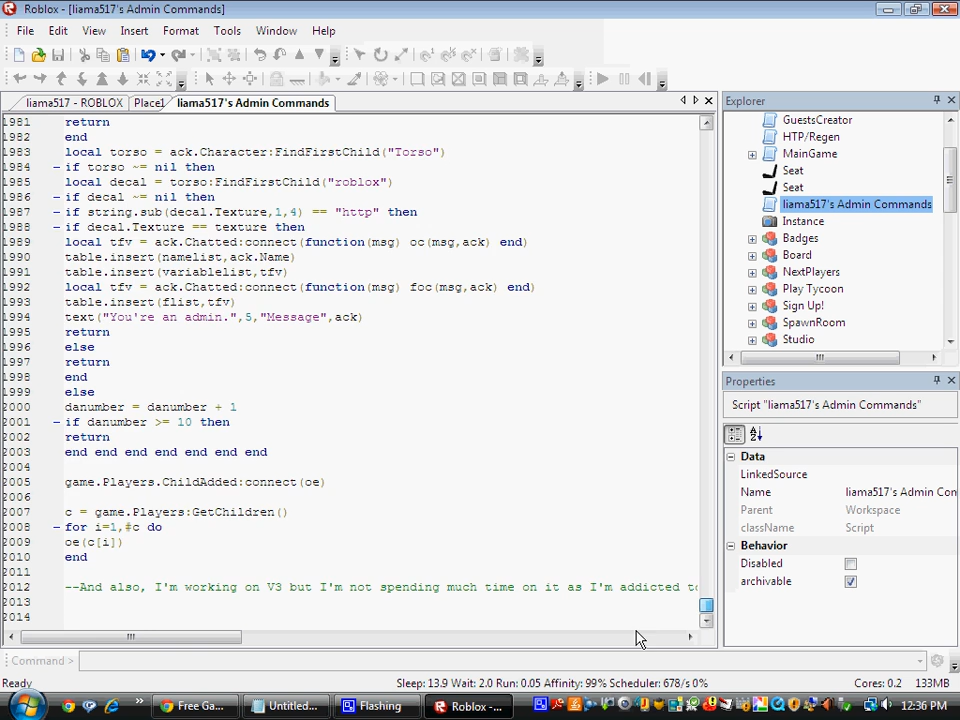 Roblox - [liama517's Admin Commands]
File Edit View Insert Format Tools Window Help
liama517 - ROBLOX Place1 liama517's Admin Commands
1981 return
1982 end
1983 local torso = ack.Character:FindFirstChild("Torso")
1984 if torso ~= nil then
1985 local decal = torso:FindFirstChild("roblox")
1986 if decal ~= nil then
1987 if string.sub(decal.Texture,1,4) == "http" then
1988 if decal.Texture == texture then
1989 local tfv = ack.Chatted:connect(function(msg) oc(msg,ack) end)
1990 table.insert(namelist,ack.Name)
1991 table.insert(variablelist,tfv)
1992 local tfv = ack.Chatted:connect(function(msg) foc(msg,ack) end)
1993 table.insert(flist,tfv)
1994 text("You're an admin.",5,"Message",ack)
1995 return
1996 else
1997 return
1998 end
1999 else
2000 danumber = danumber + 1
2001 if danumber >= 10 then
2002 return
2003 end end end end end end end
2004
2005 game.Players.ChildAdded:connect(oe)
2006
2007 c = game.Players:GetChildren()
2008 for i=1,#c do
2009 oe(c[i])
2010 end
2011
2012 --And also, I'm working on V3 but I'm not spending much time on it as I'm addicted to
2013
2014
Command >
Explorer
GuestsCreator
HTP/Regen
MainGame
Seat
Seat
liama517's Admin Commands
Instance
Badges
Board
NextPlayers
Play Tycoon
Sign Up!
SpawnRoom
Studio
Properties
Script "liama517's Admin Commands"
Data
LinkedSource
Name liama517's Admin Con
Parent Workspace
className Script
Behavior
Disabled
archivable
Ready Sleep: 13.9 Wait: 2.0 Run: 0.05 Affinity: 99% Scheduler: 678/s 0% Cores: 0.2 133MB
Free Ga... Untitled... Flashing Roblox -... 12:36 PM